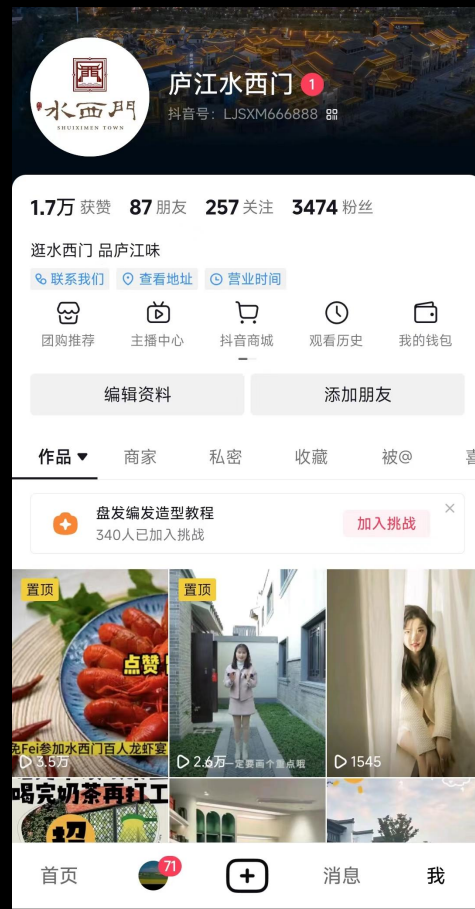 水西門
SHUIXIMEN TOWN
庐江水西门 1
抖音号：LJSXM666888
1.7万 获赞 87 朋友 257 关注 3474 粉丝
逛水西门 品庐江味
联系我们 查看地址 营业时间
团购推荐 主播中心 抖音商城 观看历史 我的钱包
编辑资料 添加朋友
作品 商家 私密 收藏 被@
盘发编发造型教程
340人已加入挑战
加入挑战
置顶 置顶
点赞
免Fei参加水西门百人龙虾宴
3.5万 2.6万 一定要画个重点哦 1545
喝完奶茶再打工
招
首页 71 消息 我